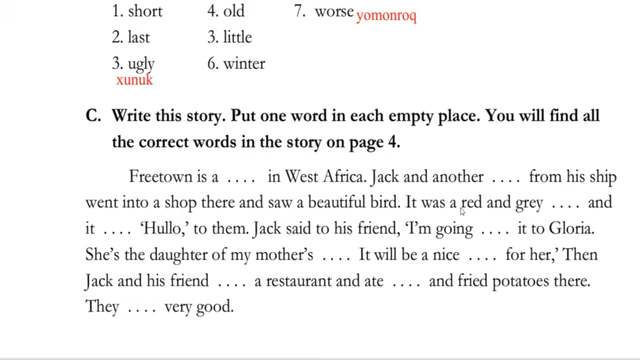 1. short 4. old 7. worse yomonroq
2. last 3. little
3. ugly 6. winter
xunuk
C. Write this story. Put one word in each empty place. You will find all
the correct words in the story on page 4.
Freetown is a . . . . in West Africa. Jack and another . . . . from his ship
went into a shop there and saw a beautiful bird. It was a red and grey . . . . and
it . . . . ‘Hullo,’ to them. Jack said to his friend, ‘I’m going . . . . it to Gloria.
She’s the daughter of my mother’s . . . . It will be a nice . . . . for her,’ Then
Jack and his friend . . . . a restaurant and ate . . . . and fried potatoes there.
They . . . . very good.